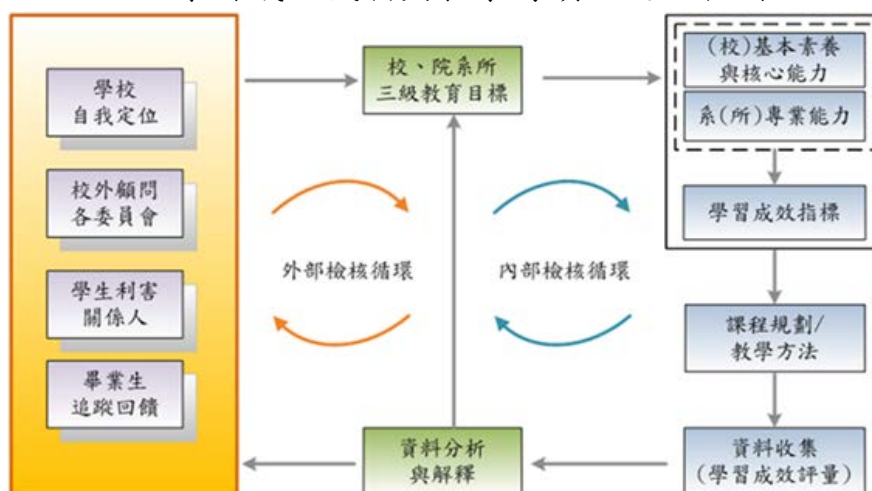 學校
自我定位
校外顧問
各委員會
學生利害
關係人
畢業生
追蹤回饋
校、院系所
三級教育目標
外部檢核循環
內部檢核循環
資料分析
與解釋
(校)基本素養
與核心能力
系(所)專業能力
學習成效指標
課程規劃/
教學方法
資料收集
(學習成效評量)